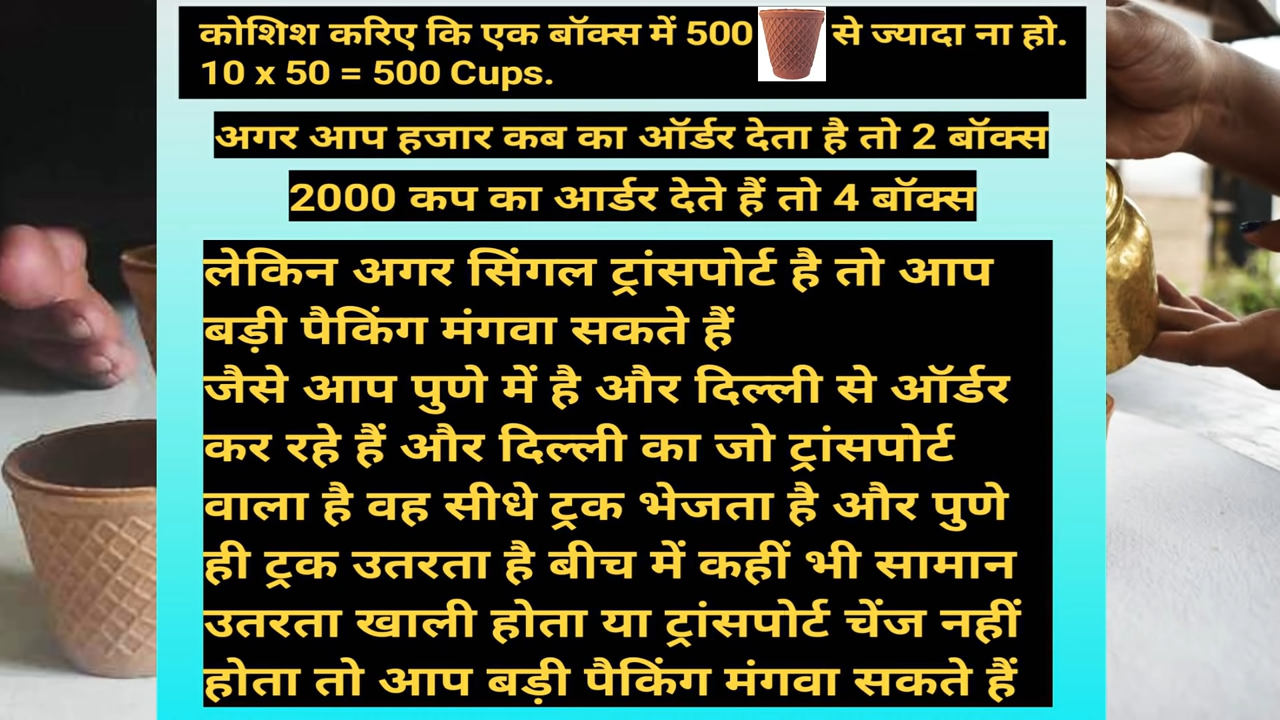 कोशिश करिए कि एक बॉक्स में 500 से ज्यादा ना हो.
10 x 50 = 500 Cups.
अगर आप हजार कब का ऑर्डर देता है तो 2 बॉक्स
2000 कप का आर्डर देते हैं तो 4 बॉक्स
लेकिन अगर सिंगल ट्रांसपोर्ट है तो आप
बड़ी पैकिंग मंगवा सकते हैं
जैसे आप पुणे में है और दिल्ली से ऑर्डर
कर रहे हैं और दिल्ली का जो ट्रांसपोर्ट
वाला है वह सीधे ट्रक भेजता है और पुणे
ही ट्रक उतरता है बीच में कहीं भी सामान
उतरता खाली होता या ट्रांसपोर्ट चेंज नहीं
होता तो आप बड़ी पैकिंग मंगवा सकते हैं